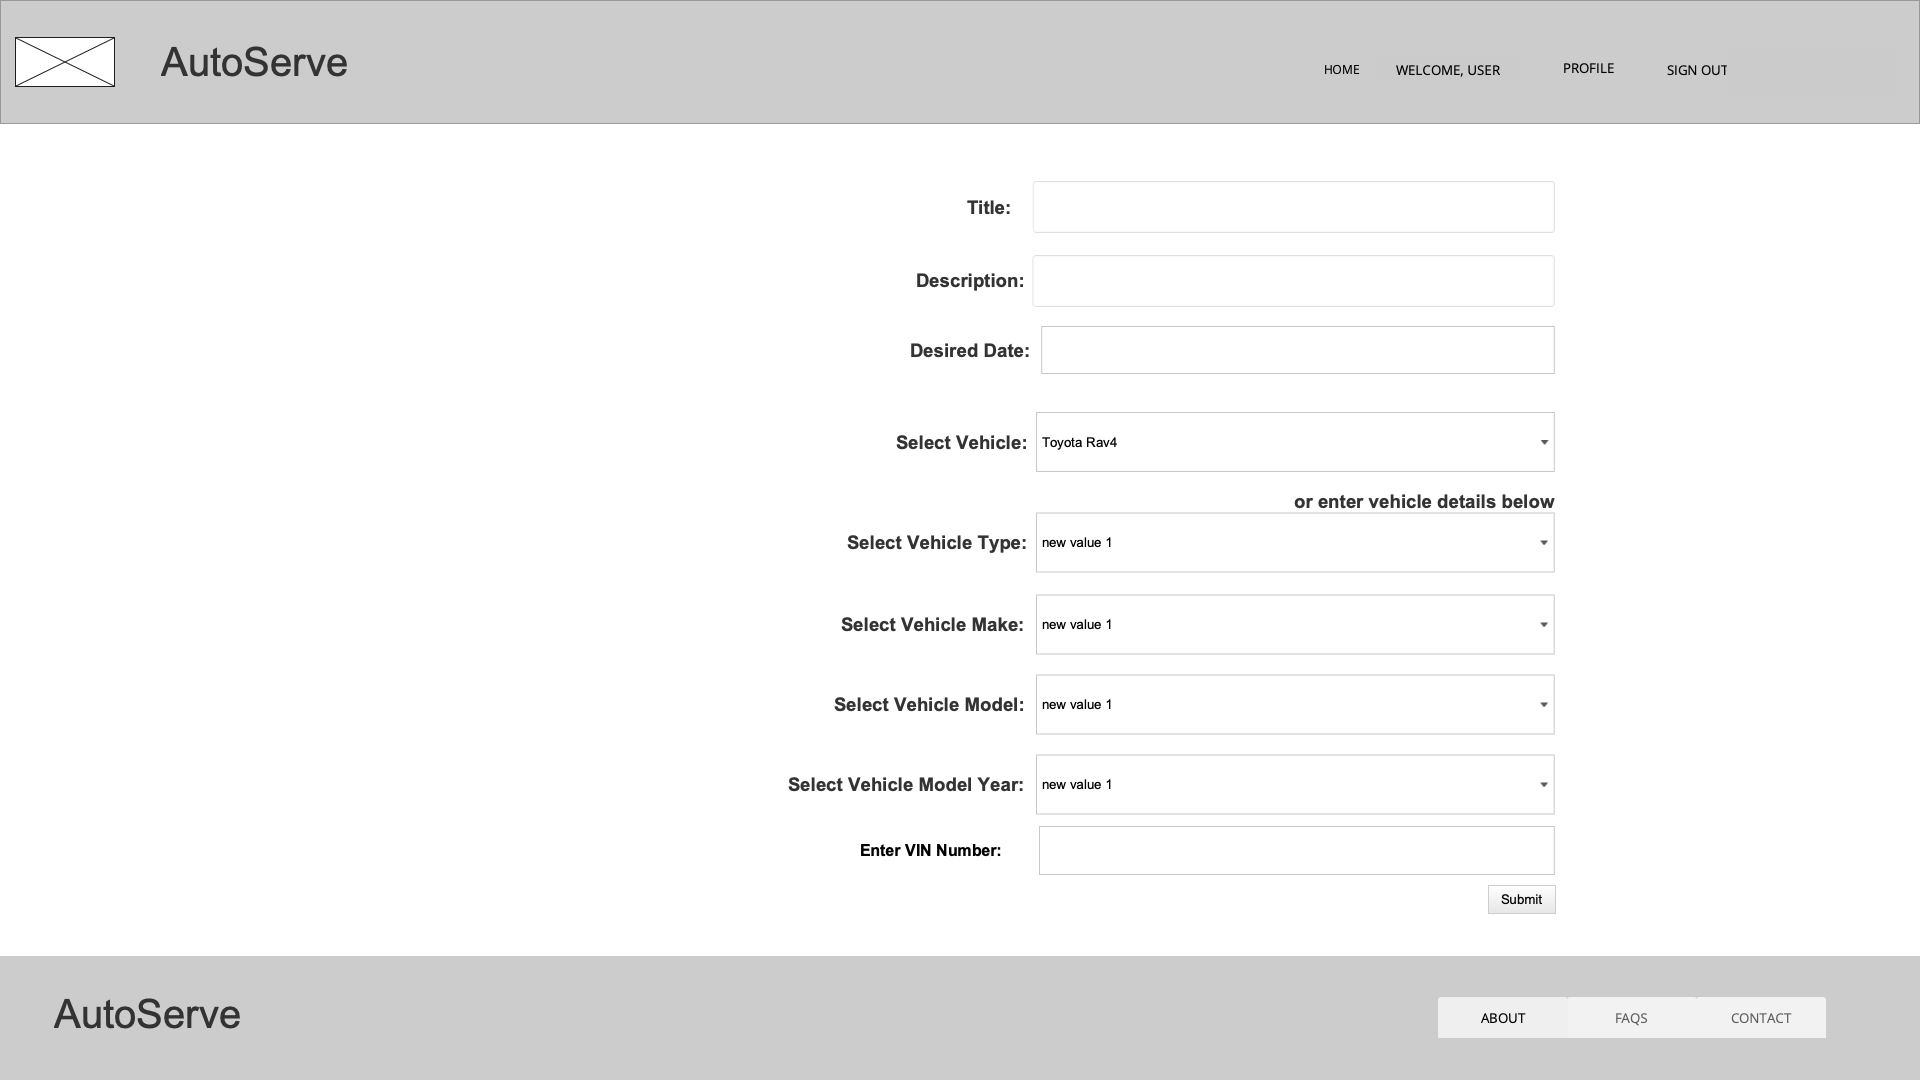 AutoServe
HOME WELCOME, USER PROFILE SIGN OUT
Title:
Description:
Desired Date:
Select Vehicle: Toyota Rav4
or enter vehicle details below
Select Vehicle Type: new value 1
Select Vehicle Make: new value 1
Select Vehicle Model: new value 1
Select Vehicle Model Year: new value 1
Enter VIN Number:
Submit
AutoServe
ABOUT FAQS CONTACT